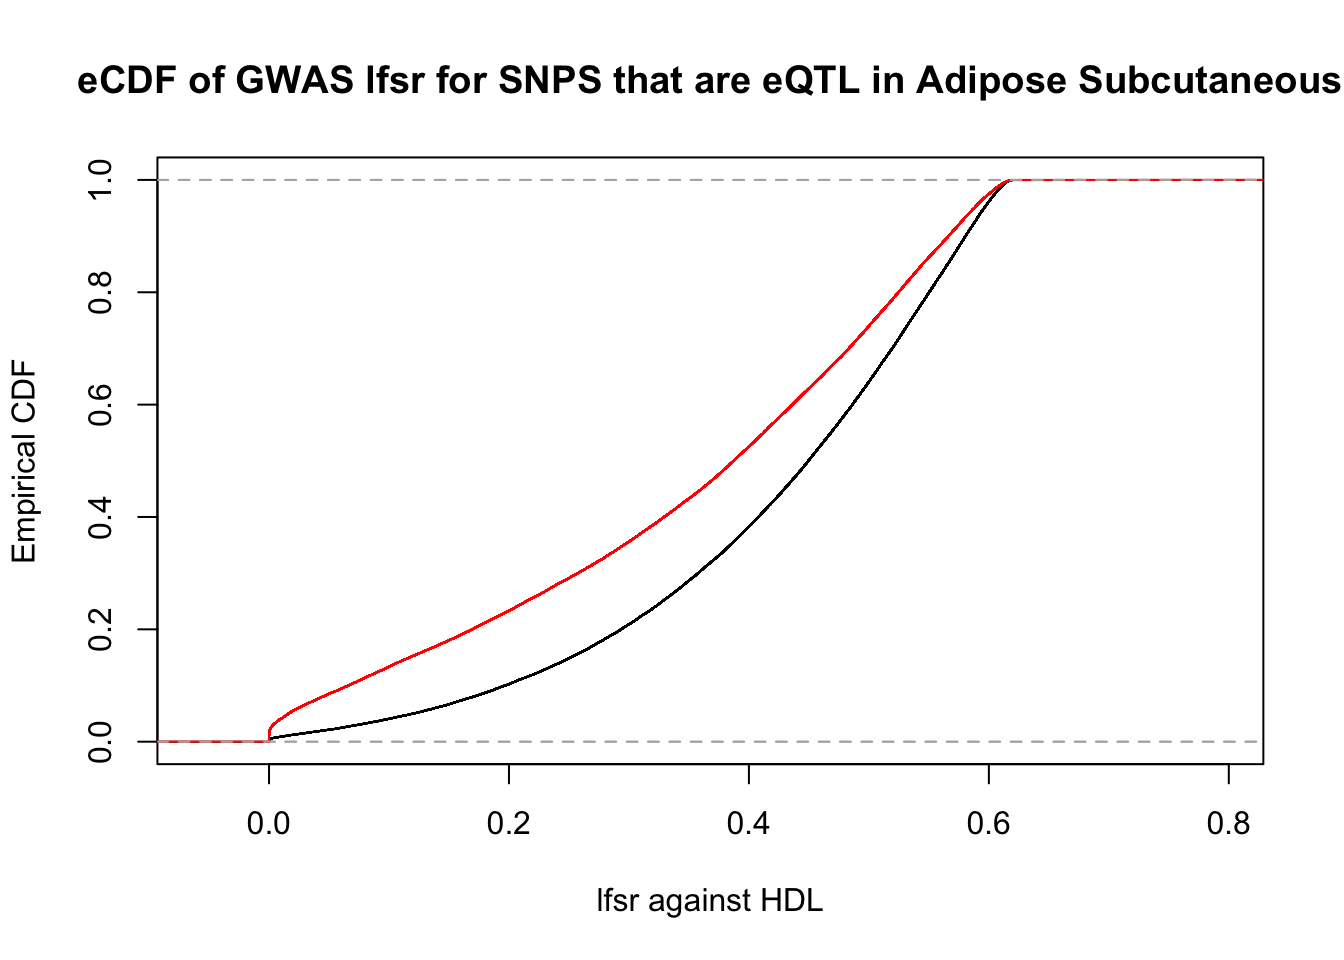 eCDF of GWAS lfsr for SNPS that are eQTL in Adipose Subcutaneous
Empirical CDF
1.0
0.8
0.6
0.4
0.2
0.0
0.0 0.2 0.4 0.6 0.8
lfsr against HDL